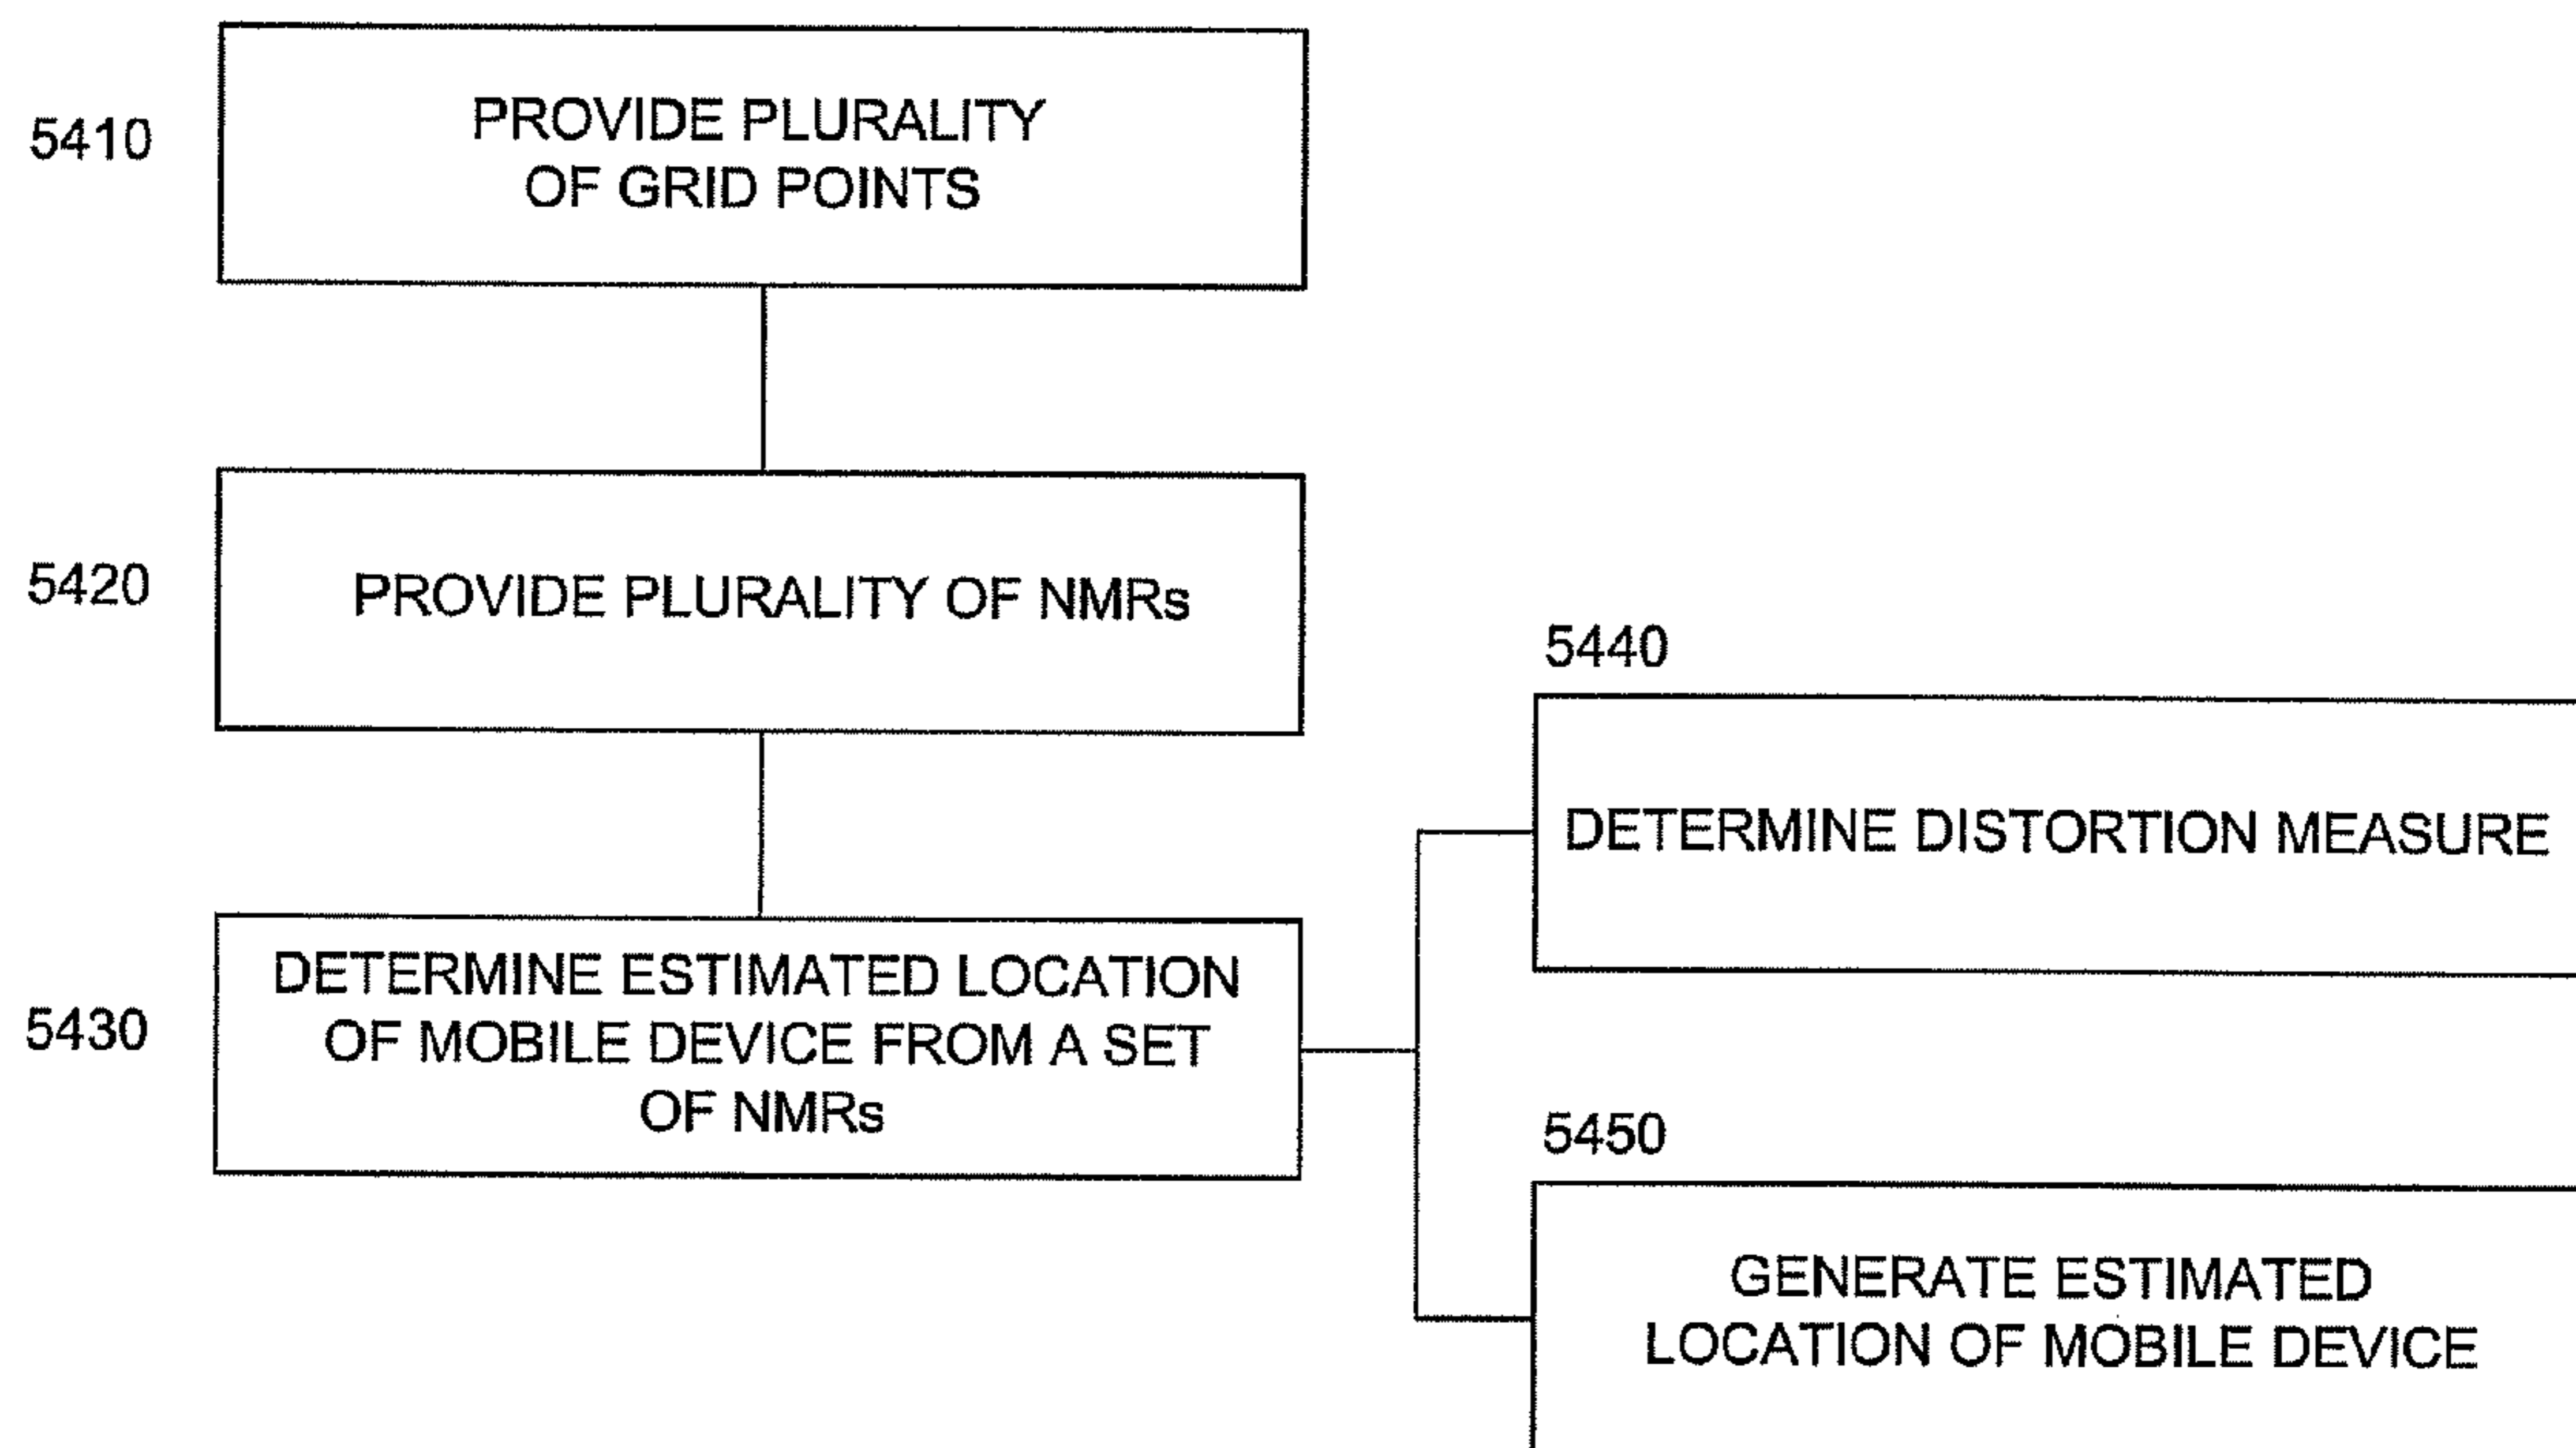 5410
PROVIDE PLURALITY
OF GRID POINTS
5420
PROVIDE PLURALITY OF NMRs
5430
DETERMINE ESTIMATED LOCATION
OF MOBILE DEVICE FROM A SET
OF NMRs
5440
DETERMINE DISTORTION MEASURE
5450
GENERATE ESTIMATED
LOCATION OF MOBILE DEVICE